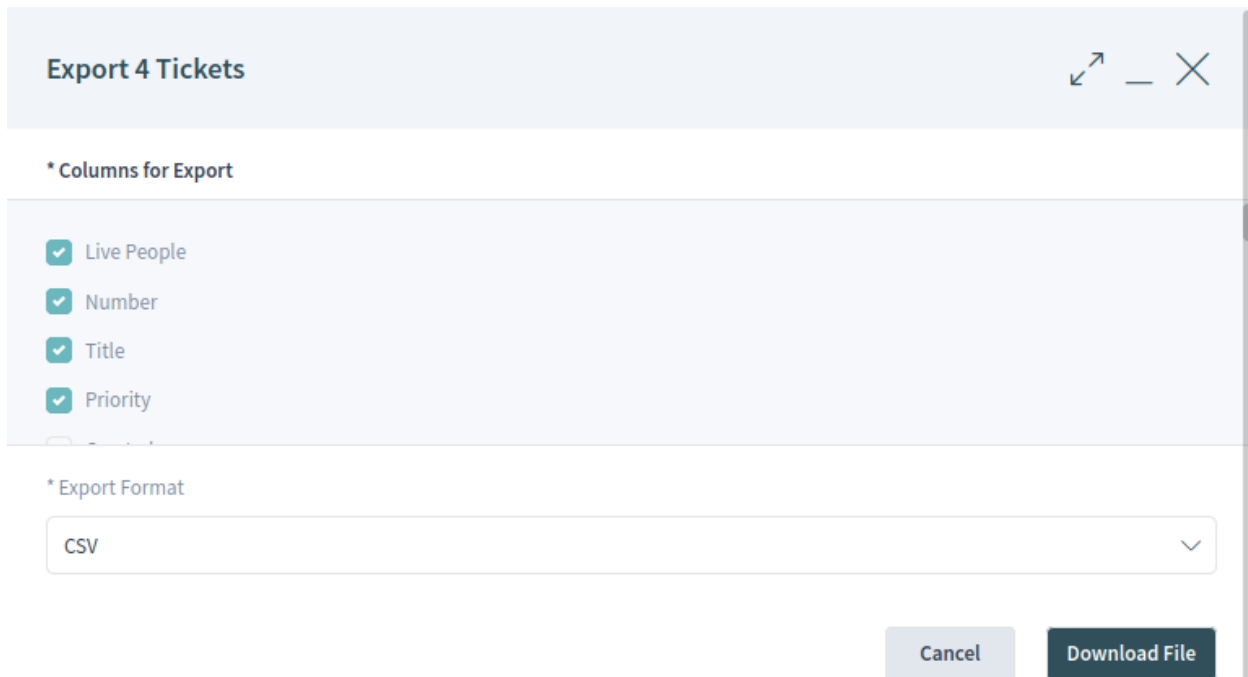 Export 4 Tickets
* Columns for Export
Live People
Number
Title
Priority
* Export Format
CSV
Cancel
Download File